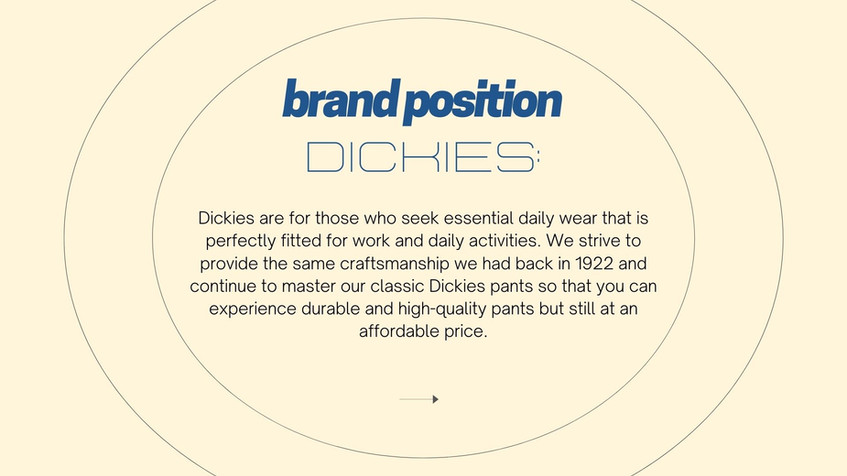 brand position
DICKIES:
Dickies are for those who seek essential daily wear that is
perfectly fitted for work and daily activities. We strive to
provide the same craftsmanship we had back in 1922 and
continue to master our classic Dickies pants so that you can
experience durable and high-quality pants but still at an
affordable price.